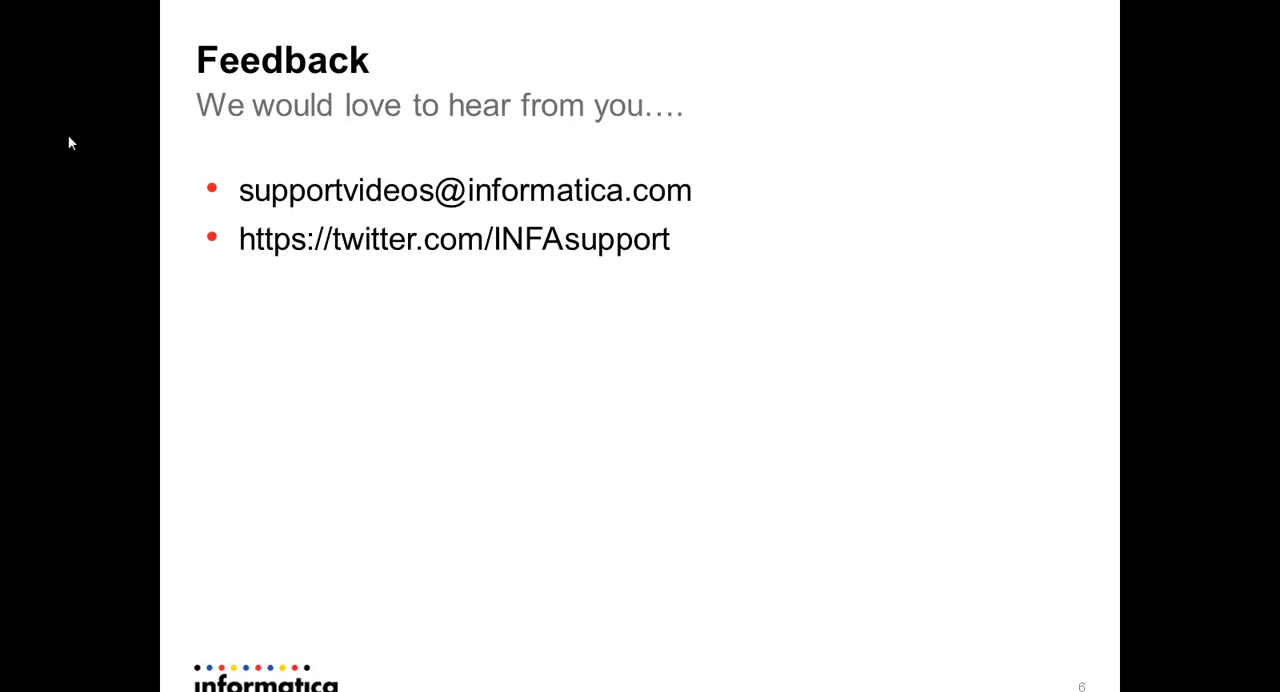 Feedback
We would love to hear from you....
• supportvideos@informatica.com
• https://twitter.com/INFAsupport
informatica
6